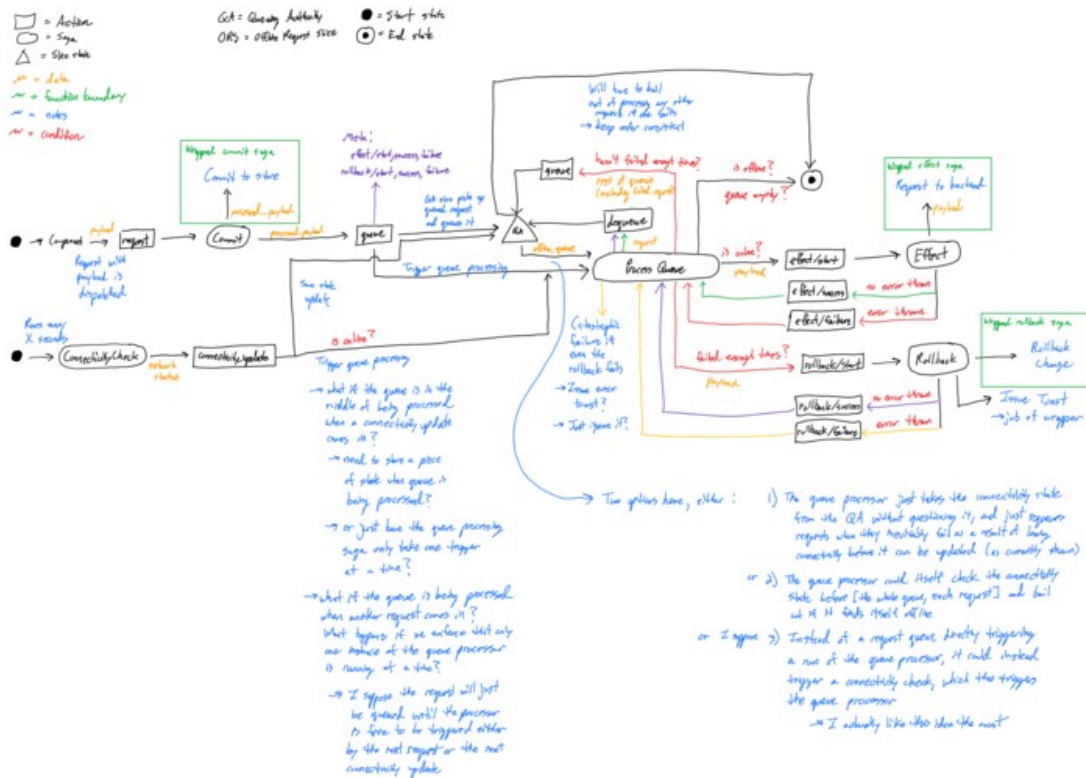 = Action
= Saga
= Slice state
= data
= function boundary
= notes
= condition
QA = Queuing Authority
ORS = Offline Request Slice
= Start state
= End state
Wrapped commit saga
Commit to store
processed_payload
Component
payload
request
Commit
processed_payload
queue
Request with
payload is
dispatched
Meta:
effect/start, success, failure
rollback/start, success, failure
and queues it
Trigger queue processing
Save state
update
Runs every
X seconds
ConnectivityCheck
network
status
connectivity.update
is online?
Trigger queue processing
Will have to bail
out of processing any other
requests if one fails
→ keep order consistent
queue
hasn't failed enough times?
rest of queue
(including failed request)
dequeue
QA
request
offline, queue
Process Queue
is offline?
queue empty?
is online?
payload
effect/start
Effect
effect/success
no error thrown
effect/failure
error thrown
Wrapped effect saga
Request to backend
payload
Catastrophic
failure if
even the
rollback fails
→ Issue error
toast?
→ Just ignore it?
failed enough times?
payload
rollback/start
Rollback
rollback/success
no error thrown
rollback/failure
error thrown
Wrapped rollback saga
Rollback
Change
Issue Toast
→ job of wrapper
→ what if the queue is in the
middle of being processed
when a connectivity update
comes in?
→ need to store a piece
of state when queue is
being processed?
→ or just have the queue processing
saga only take one trigger
at a time?
→ what if the queue is being processed
when another request comes in?
What happens if we enforce that only
one instance of the queue processor
is running at a time?
→ I suppose the request will just
be queued until the processor
is free to be triggered either
by the next request or the next
connectivity update
→ Two options here, either:
1) The queue processor just takes the connectivity state
from the QA without questioning it, and just requeues
requests when they inevitably fail as a result of losing
connectivity before it can be updated (as currently shown)
or 2) The queue processor could itself check the connectivity
state before [the whole queue, each request] and bail
out if it finds itself offline
or I suppose 3) Instead of a request queue directly triggering
a run of the queue processor, it could instead
trigger a connectivity check, which then triggers
the queue processor
→ I actually like this idea the most